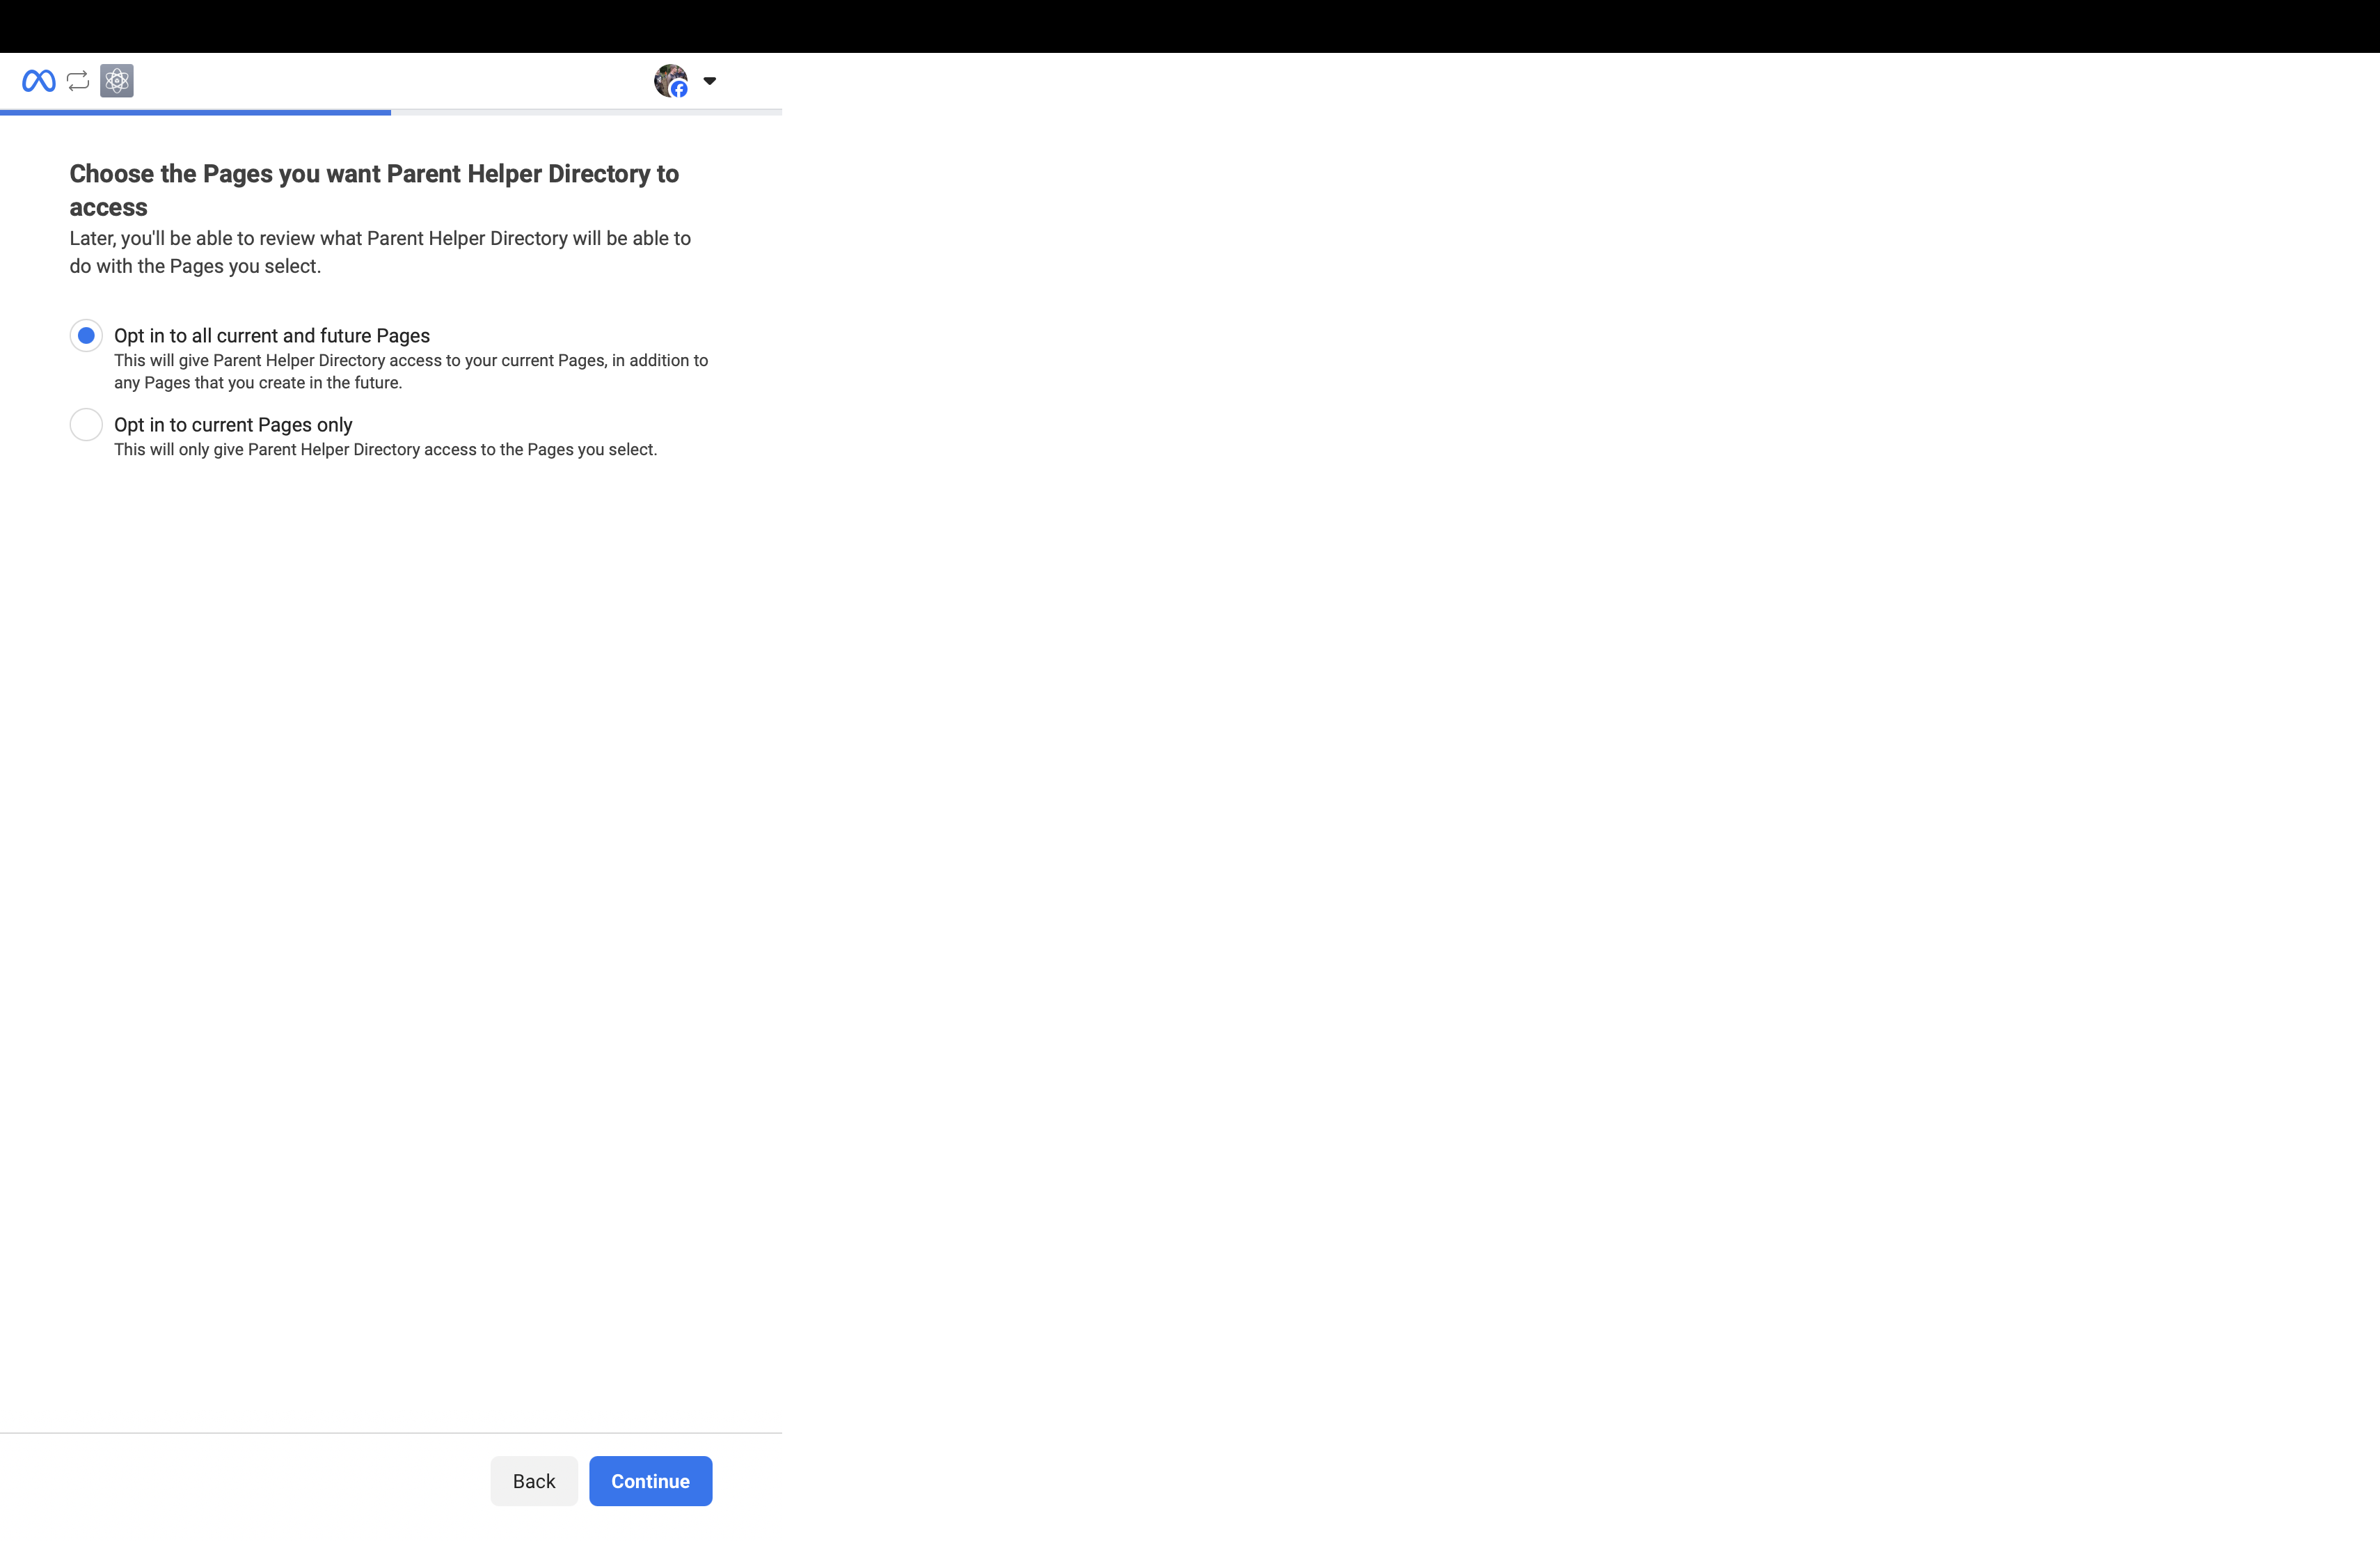 Choose the Pages you want Parent Helper Directory to
access
Later, you'll be able to review what Parent Helper Directory will be able to
do with the Pages you select.
Opt in to all current and future Pages
This will give Parent Helper Directory access to your current Pages, in addition to
any Pages that you create in the future.
Opt in to current Pages only
This will only give Parent Helper Directory access to the Pages you select.
Back
Continue